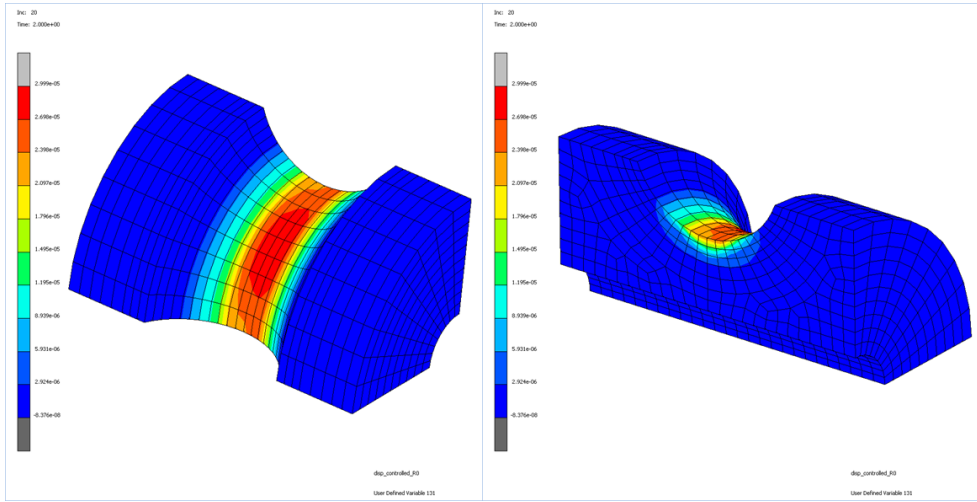 Inc: 20
Time: 2.000e+00
2.999e-05
2.698e-05
2.398e-05
2.097e-05
1.796e-05
1.495e-05
1.195e-05
8.939e-06
5.931e-06
2.924e-06
-8.376e-08
disp_controlled_R0
User Defined Variable 131
Inc: 20
Time: 2.000e+00
2.999e-05
2.698e-05
2.398e-05
2.097e-05
1.796e-05
1.495e-05
1.195e-05
8.939e-06
5.931e-06
2.924e-06
-8.376e-08
disp_controlled_R0
User Defined Variable 131